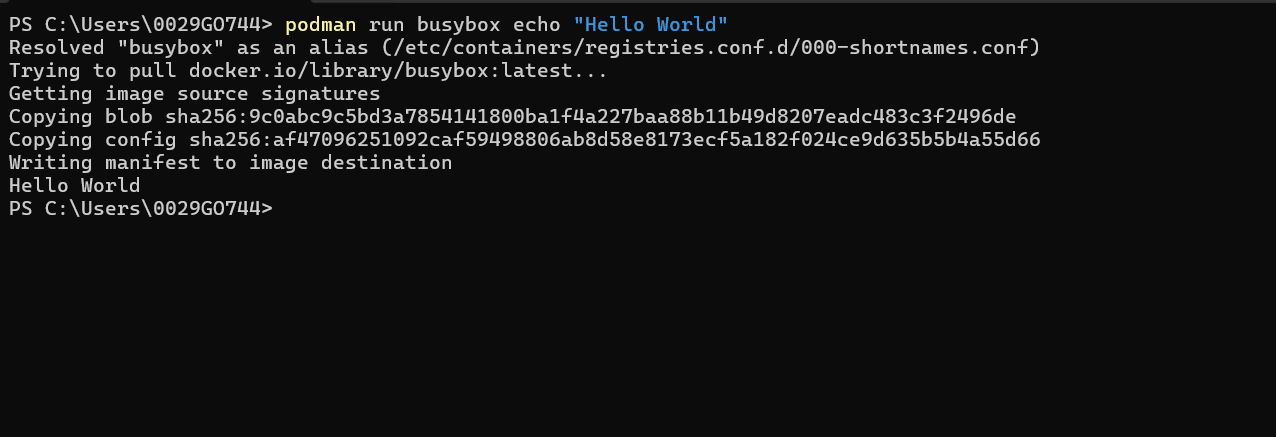 PS C:\Users\0029GO744> podman run busybox echo "Hello World"
Resolved "busybox" as an alias (/etc/containers/registries.conf.d/000-shortnames.conf)
Trying to pull docker.io/library/busybox:latest...
Getting image source signatures
Copying blob sha256:9c0abc9c5bd3a7854141800ba1f4a227baa88b11b49d8207eadc483c3f2496de
Copying config sha256:af47096251092caf59498806ab8d58e8173ecf5a182f024ce9d635b5b4a55d66
Writing manifest to image destination
Hello World
PS C:\Users\0029GO744>